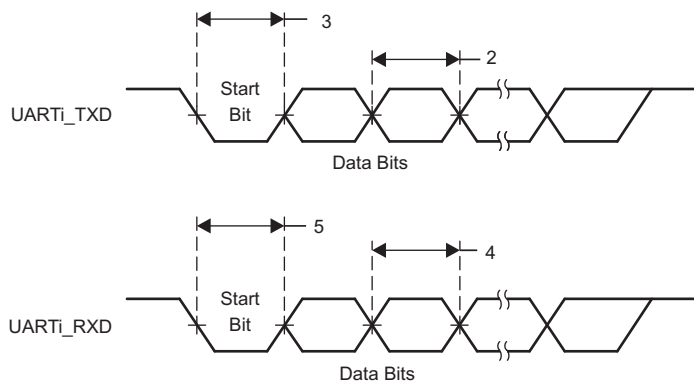 3
2
Start
Bit
UARTi_TXD
Data Bits
5
4
Start
Bit
UARTi_RXD
Data Bits